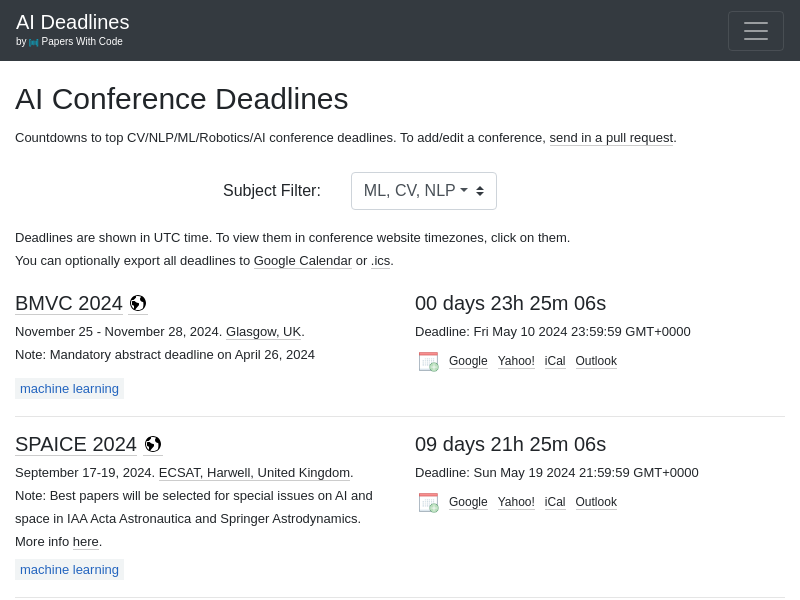 AI Deadlines
by Papers With Code
AI Conference Deadlines
Countdowns to top CV/NLP/ML/Robotics/AI conference deadlines. To add/edit a conference, send in a pull request.
Subject Filter: ML, CV, NLP
Deadlines are shown in UTC time. To view them in conference website timezones, click on them.
You can optionally export all deadlines to Google Calendar or .ics.
BMVC 2024
November 25 - November 28, 2024. Glasgow, UK.
Note: Mandatory abstract deadline on April 26, 2024
machine learning
00 days 23h 25m 06s
Deadline: Fri May 10 2024 23:59:59 GMT+0000
Google Yahoo! iCal Outlook
SPAICE 2024
September 17-19, 2024. ECSAT, Harwell, United Kingdom.
Note: Best papers will be selected for special issues on AI and
space in IAA Acta Astronautica and Springer Astrodynamics.
More info here.
machine learning
09 days 21h 25m 06s
Deadline: Sun May 19 2024 21:59:59 GMT+0000
Google Yahoo! iCal Outlook